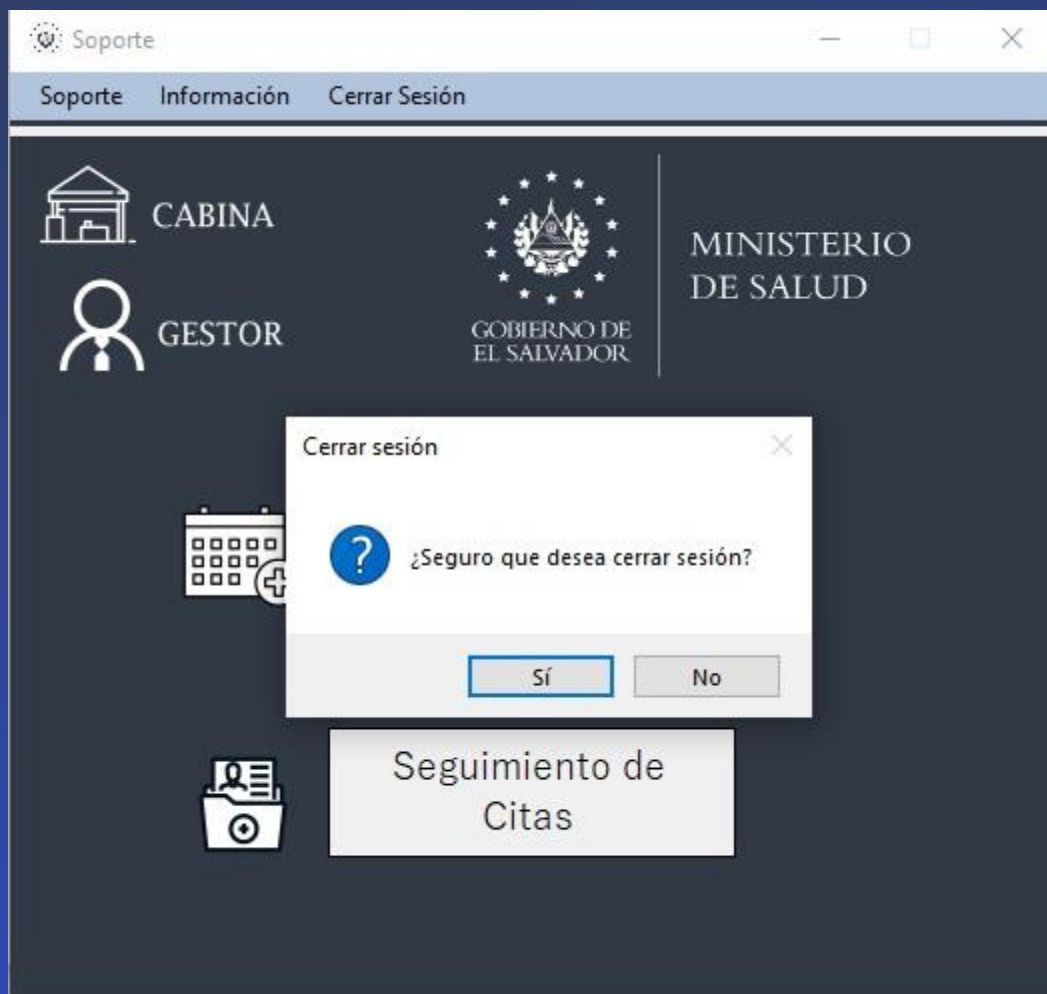 Soporte
Soporte Información Cerrar Sesión
CABINA
GESTOR
GOBIERNO DE
EL SALVADOR
MINISTERIO
DE SALUD
Cerrar sesión
¿Seguro que desea cerrar sesión?
Sí No
Seguimiento de
Citas